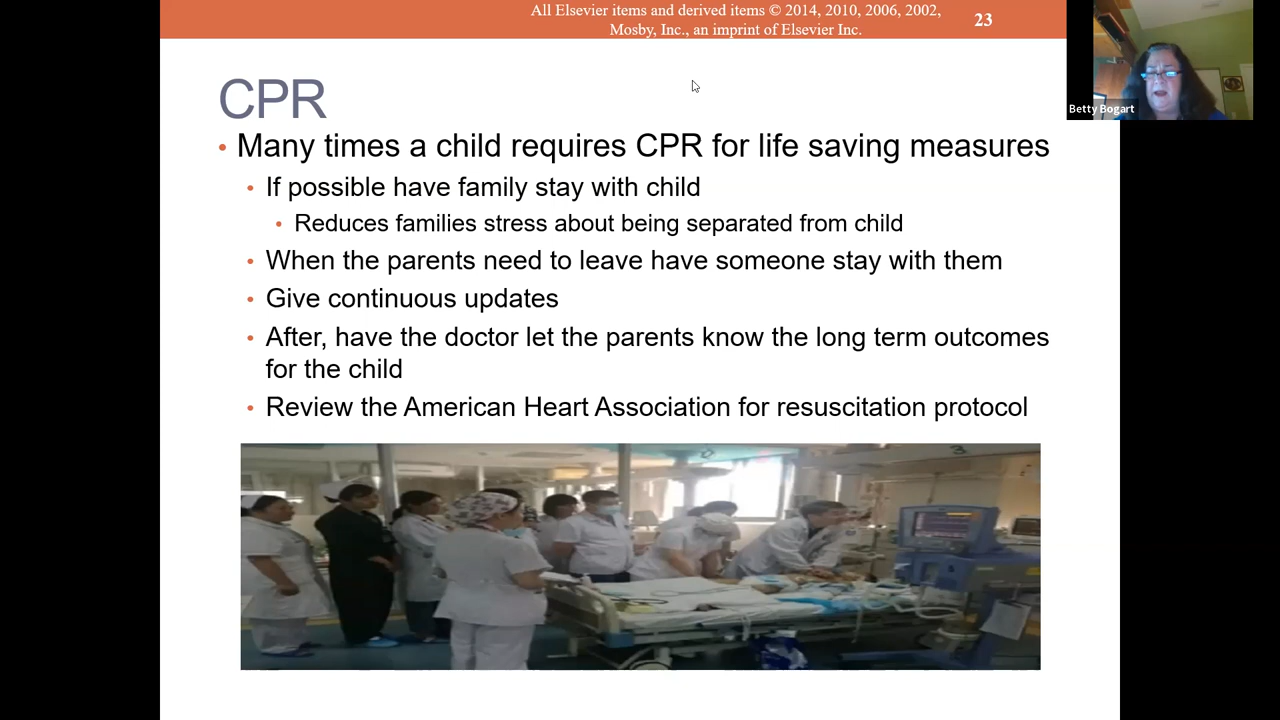 All Elsevier items and derived items © 2014, 2010, 2006, 2002,
Mosby, Inc., an imprint of Elsevier Inc.
23
Betty Bogart
CPR
• Many times a child requires CPR for life saving measures
• If possible have family stay with child
• Reduces families stress about being separated from child
• When the parents need to leave have someone stay with them
• Give continuous updates
• After, have the doctor let the parents know the long term outcomes
for the child
• Review the American Heart Association for resuscitation protocol